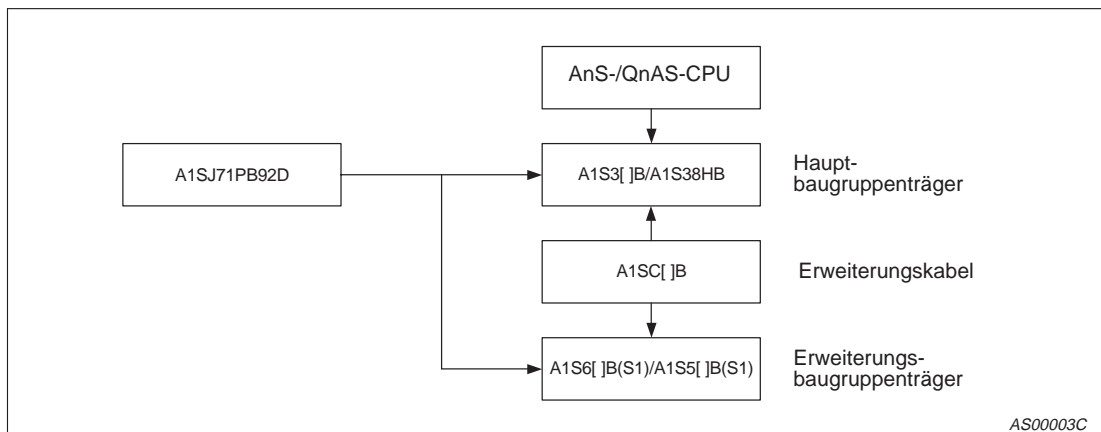 AnS-/QnAS-CPU
A1SJ71PB92D
A1S3[ ]B/A1S38HB
Haupt-
baugruppenträger
A1SC[ ]B
Erweiterungskabel
A1S6[ ]B(S1)/A1S5[ ]B(S1)
Erweiterungs-
baugruppenträger
AS00003C